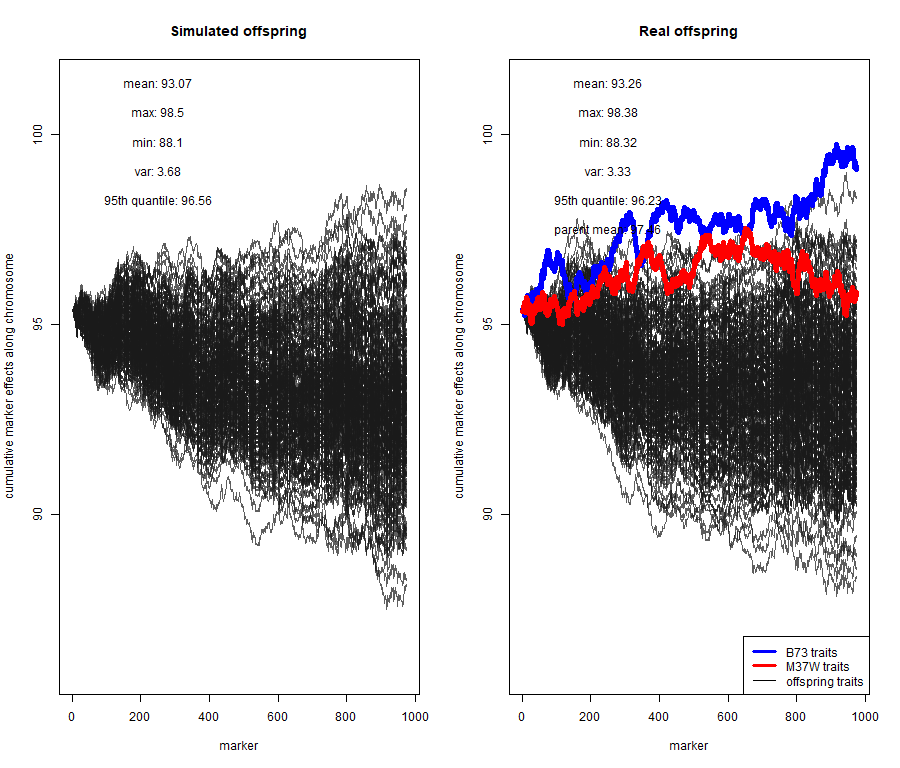 Simulated offspring
mean: 93.07
max: 98.5
min: 88.1
var: 3.68
95th quantile: 96.56
cumulative marker effects along chromosome
100
95
90
0 200 400 600 800 1000
marker
Real offspring
mean: 93.26
max: 98.38
min: 88.32
var: 3.33
95th quantile: 96.23
parent mean:
cumulative marker effects along chromosome
100
95
90
B73 traits
M37W traits
offspring traits
0 200 400 600 800 1000
marker